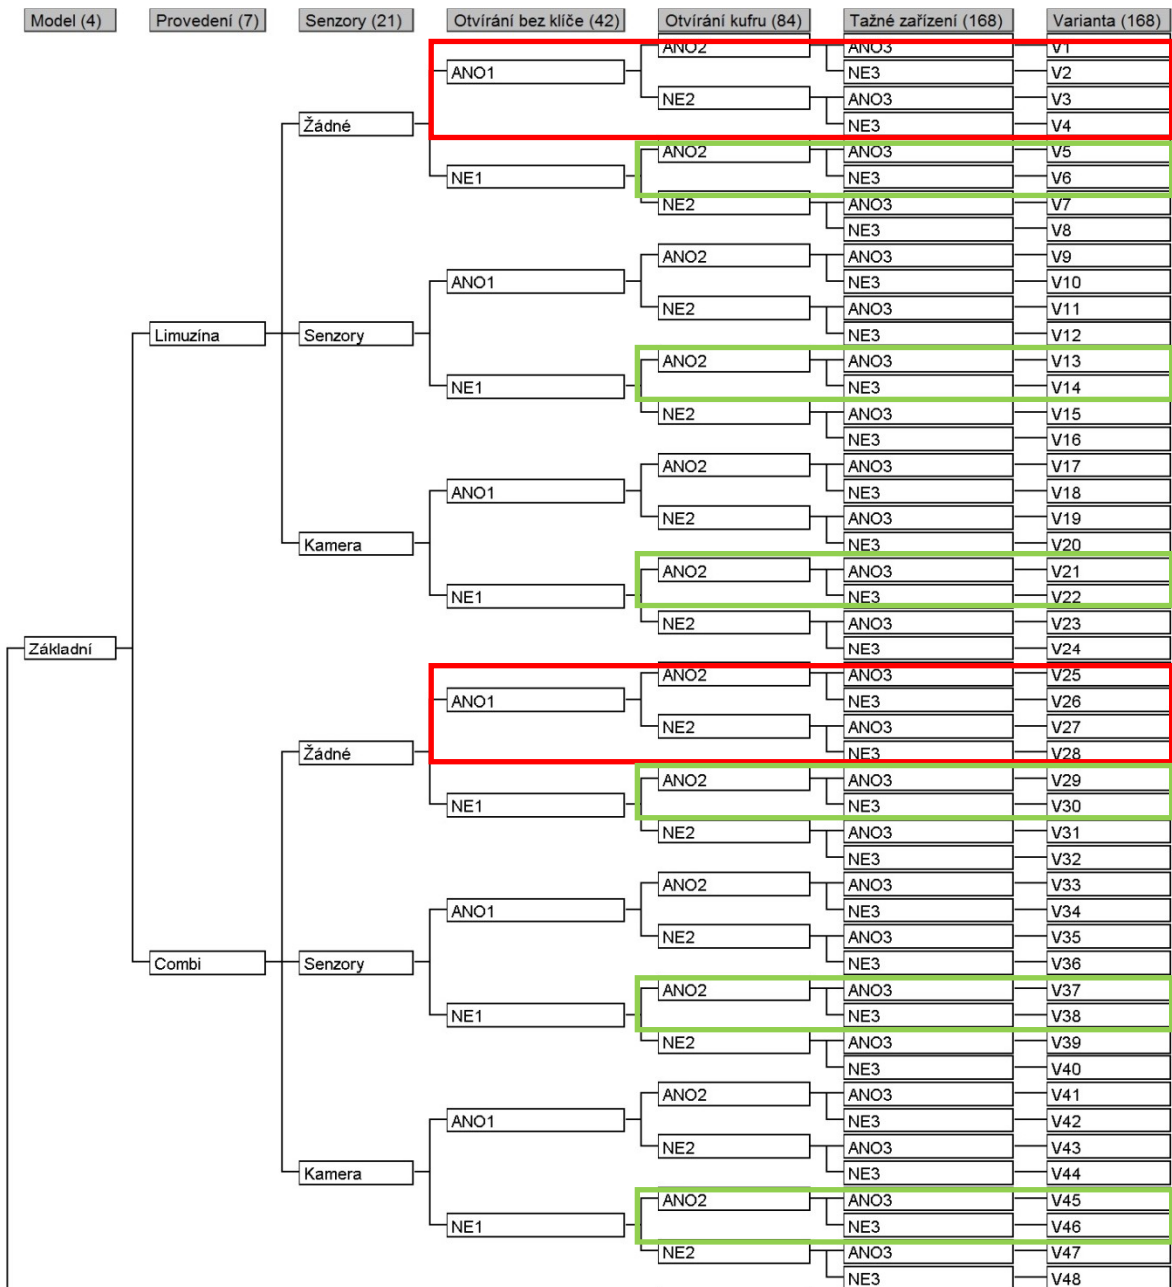 Model (4) Provedení (7) Senzory (21) Otvírání bez klíče (42) Otvírání kufru (84) Tažné zařízení (168) Varianta (168)
ANO2 ANO3 V1
ANO1 NE3 V2
NE2 ANO3 V3
Žádné NE3 V4
ANO2 ANO3 V5
NE1 NE3 V6
NE2 ANO3 V7
NE3 V8
ANO2 ANO3 V9
ANO1 NE3 V10
NE2 ANO3 V11
Limuzína Senzory NE3 V12
ANO2 ANO3 V13
NE1 NE3 V14
NE2 ANO3 V15
NE3 V16
ANO2 ANO3 V17
ANO1 NE3 V18
NE2 ANO3 V19
Kamera NE3 V20
ANO2 ANO3 V21
NE1 NE3 V22
NE2 ANO3 V23
Základní NE3 V24
ANO2 ANO3 V25
ANO1 NE3 V26
NE2 ANO3 V27
Žádné NE3 V28
ANO2 ANO3 V29
NE1 NE3 V30
NE2 ANO3 V31
NE3 V32
ANO2 ANO3 V33
ANO1 NE3 V34
NE2 ANO3 V35
Combi Senzory NE3 V36
ANO2 ANO3 V37
NE1 NE3 V38
NE2 ANO3 V39
NE3 V40
ANO2 ANO3 V41
ANO1 NE3 V42
NE2 ANO3 V43
Kamera NE3 V44
ANO2 ANO3 V45
NE1 NE3 V46
NE2 ANO3 V47
NE3 V48